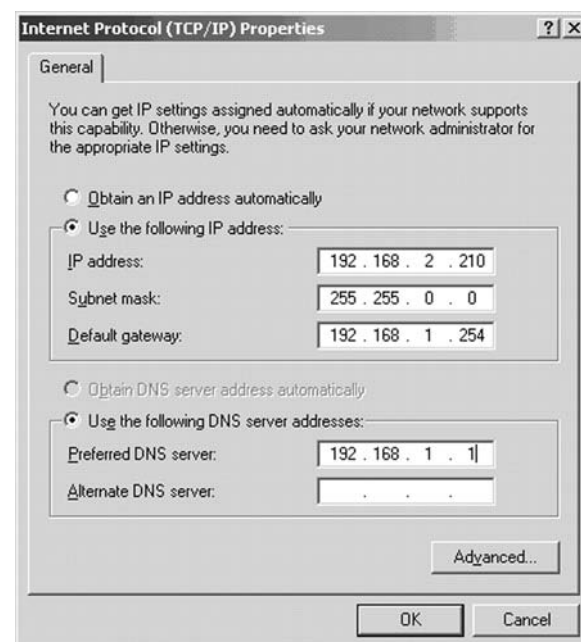 Internet Protocol (TCP/IP) Properties
General
You can get IP settings assigned automatically if your network supports
this capability. Otherwise, you need to ask your network administrator for
the appropriate IP settings.
Obtain an IP address automatically
Use the following IP address:
IP address: 192 . 168 . 2 . 210
Subnet mask: 255 . 255 . 0 . 0
Default gateway: 192 . 168 . 1 . 254
Obtain DNS server address automatically
Use the following DNS server addresses:
Preferred DNS server: 192 . 168 . 1 . 1
Alternate DNS server: . . .
Advanced...
OK Cancel